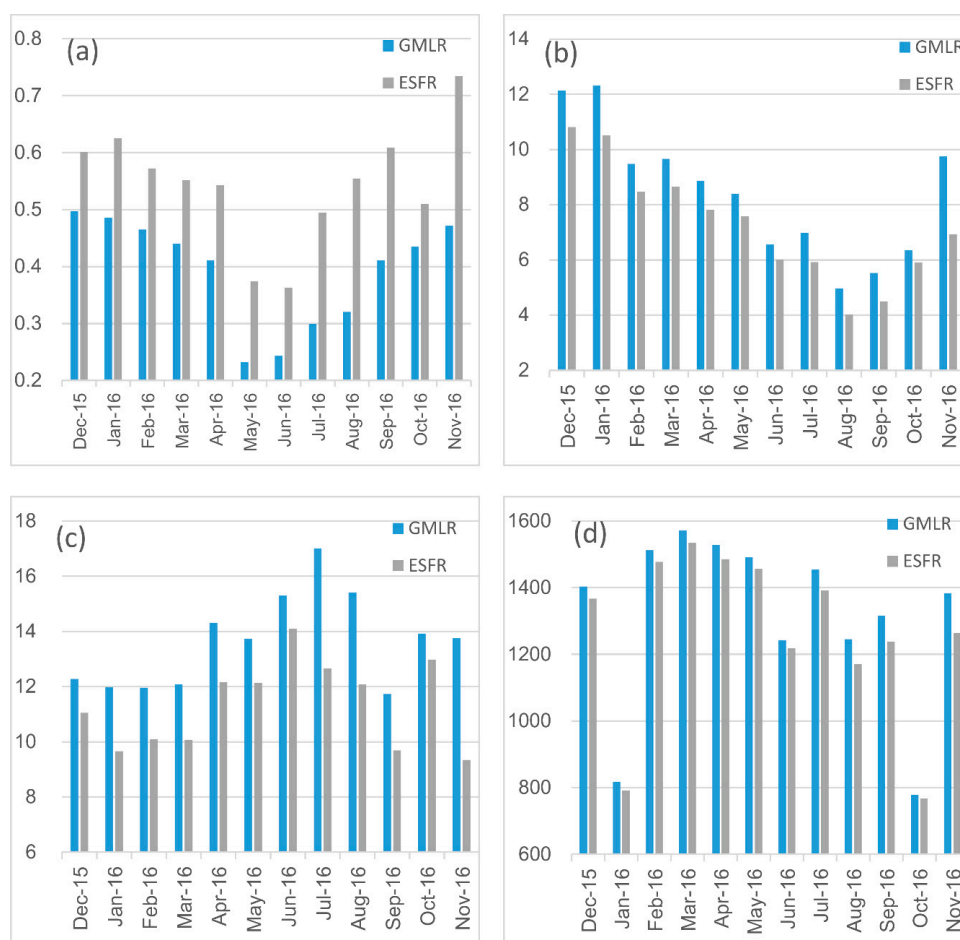 (a)
GMLR
ESFR
0.8
0.7
0.6
0.5
0.4
0.3
0.2
Dec-15
Jan-16
Feb-16
Mar-16
Apr-16
May-16
Jun-16
Jul-16
Aug-16
Sep-16
Oct-16
Nov-16
(b)
GMLR
ESFR
14
12
10
8
6
4
2
Dec-15
Jan-16
Feb-16
Mar-16
Apr-16
May-16
Jun-16
Jul-16
Aug-16
Sep-16
Oct-16
Nov-16
(c)
GMLR
ESFR
18
16
14
12
10
8
6
Dec-15
Jan-16
Feb-16
Mar-16
Apr-16
May-16
Jun-16
Jul-16
Aug-16
Sep-16
Oct-16
Nov-16
(d)
GMLR
ESFR
1600
1400
1200
1000
800
600
Dec-15
Jan-16
Feb-16
Mar-16
Apr-16
May-16
Jun-16
Jul-16
Aug-16
Sep-16
Oct-16
Nov-16